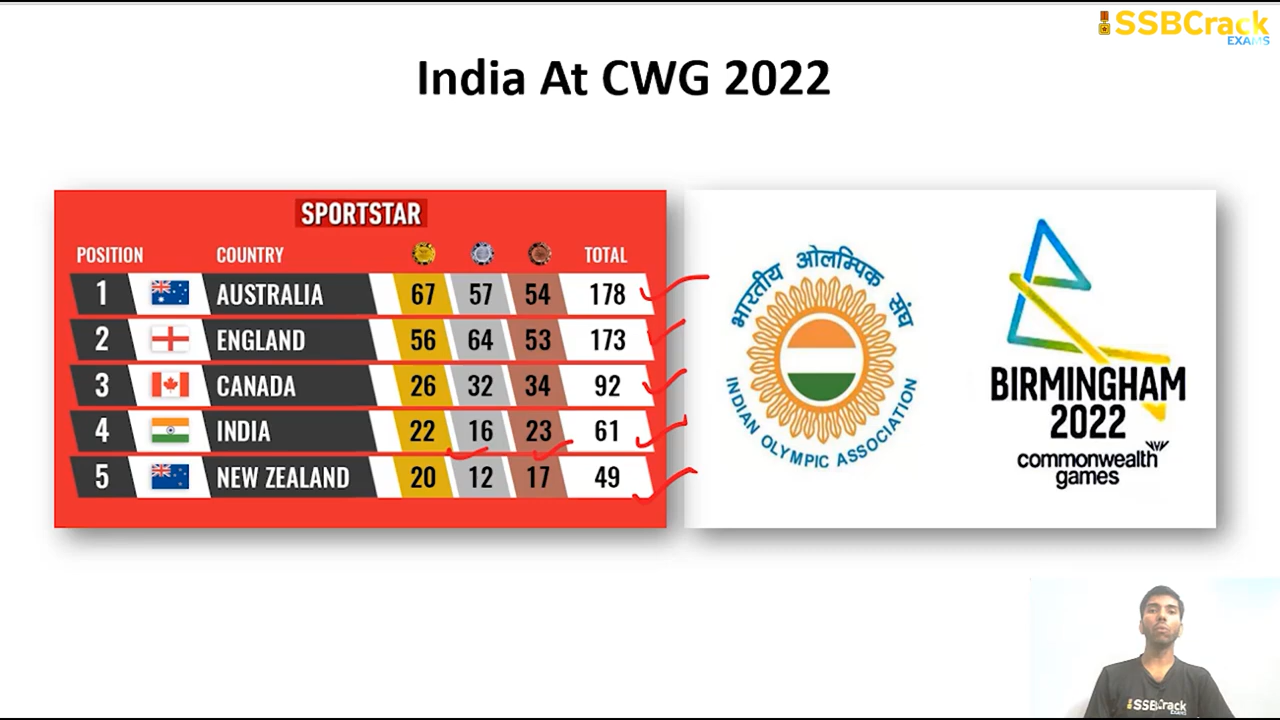 SSBCrack
EXAMS
India At CWG 2022
SPORTSTAR
POSITION COUNTRY TOTAL
1 AUSTRALIA 67 57 54 178
2 ENGLAND 56 64 53 173
3 CANADA 26 32 34 92
4 INDIA 22 16 23 61
5 NEW ZEALAND 20 12 17 49
भारतीय ओलम्पिक संघ
INDIAN OLYMPIC ASSOCIATION
BIRMINGHAM
2022
commonwealth
games
SSBCrack
EXAMS